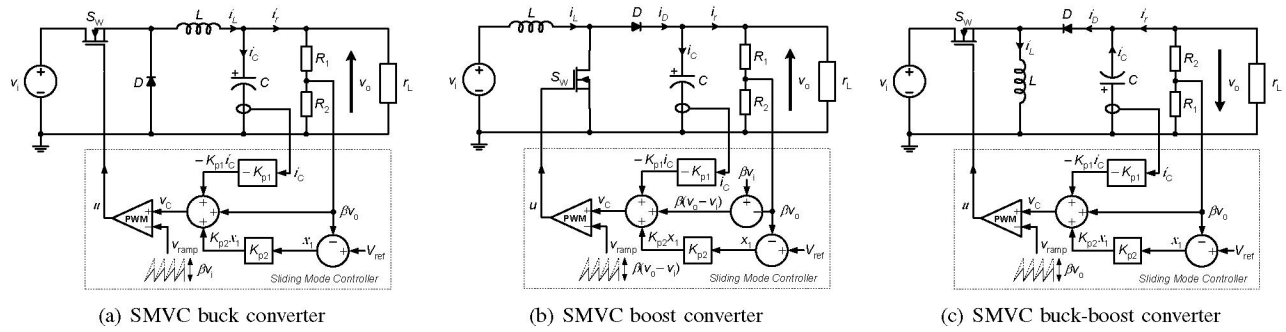 S_W L i_L i_r
v_i D i_C C R_1 R_2 v_o r_L
-K_p1 i_C -K_p1 i_C
u PWM v_C βv_o
v_ramp K_p2 x_1 K_p2 x_1 V_ref
βv_i Sliding Mode Controller
(a) SMVC buck converter
L i_L D i_D i_r
v_i S_W i_C C R_1 R_2 v_o r_L
-K_p1 i_C -K_p1 i_C βv_i
u PWM v_C β(v_o – v_i) βv_o
v_ramp K_p2 x_1 K_p2 x_1 V_ref
β(v_o – v_i) Sliding Mode Controller
(b) SMVC boost converter
S_W D i_D i_r
v_i i_L L i_C C R_2 R_1 v_o r_L
-K_p1 i_C -K_p1 i_C
u PWM v_C βv_o
v_ramp K_p2 x_1 K_p2 x_1 V_ref
βv_o Sliding Mode Controller
(c) SMVC buck-boost converter